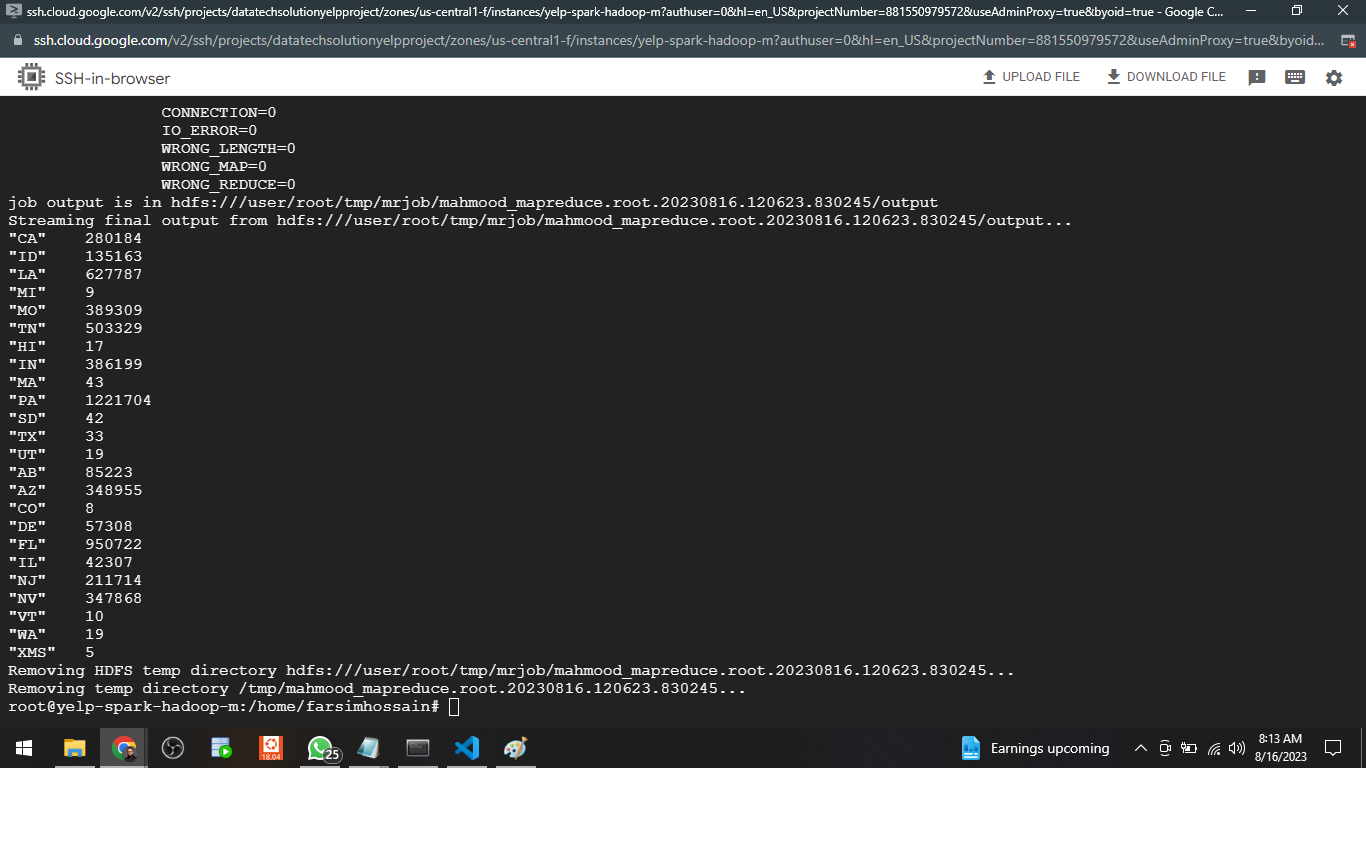 ssh.cloud.google.com/v2/ssh/projects/datatechsolutionyelpproject/zones/us-central1-f/instances/yelp-spark-hadoop-m?authuser=0&hl=en_US&projectNumber=881550979572&useAdminProxy=true&byoid=true - Google C...
ssh.cloud.google.com/v2/ssh/projects/datatechsolutionyelpproject/zones/us-central1-f/instances/yelp-spark-hadoop-m?authuser=0&hl=en_US&projectNumber=881550979572&useAdminProxy=true&byoid...
SSH-in-browser UPLOAD FILE DOWNLOAD FILE
CONNECTION=0
IO_ERROR=0
WRONG_LENGTH=0
WRONG_MAP=0
WRONG_REDUCE=0
job output is in hdfs:///user/root/tmp/mrjob/mahmood_mapreduce.root.20230816.120623.830245/output
Streaming final output from hdfs:///user/root/tmp/mrjob/mahmood_mapreduce.root.20230816.120623.830245/output...
"CA" 280184
"ID" 135163
"LA" 627787
"MI" 9
"MO" 389309
"TN" 503329
"HI" 17
"IN" 386199
"MA" 43
"PA" 1221704
"SD" 42
"TX" 33
"UT" 19
"AB" 85223
"AZ" 348955
"CO" 8
"DE" 57308
"FL" 950722
"IL" 42307
"NJ" 211714
"NV" 347868
"VT" 10
"WA" 19
"XMS" 5
Removing HDFS temp directory hdfs:///user/root/tmp/mrjob/mahmood_mapreduce.root.20230816.120623.830245...
Removing temp directory /tmp/mahmood_mapreduce.root.20230816.120623.830245...
root@yelp-spark-hadoop-m:/home/farsimhossain#
18.04 25 Earnings upcoming 8:13 AM
8/16/2023